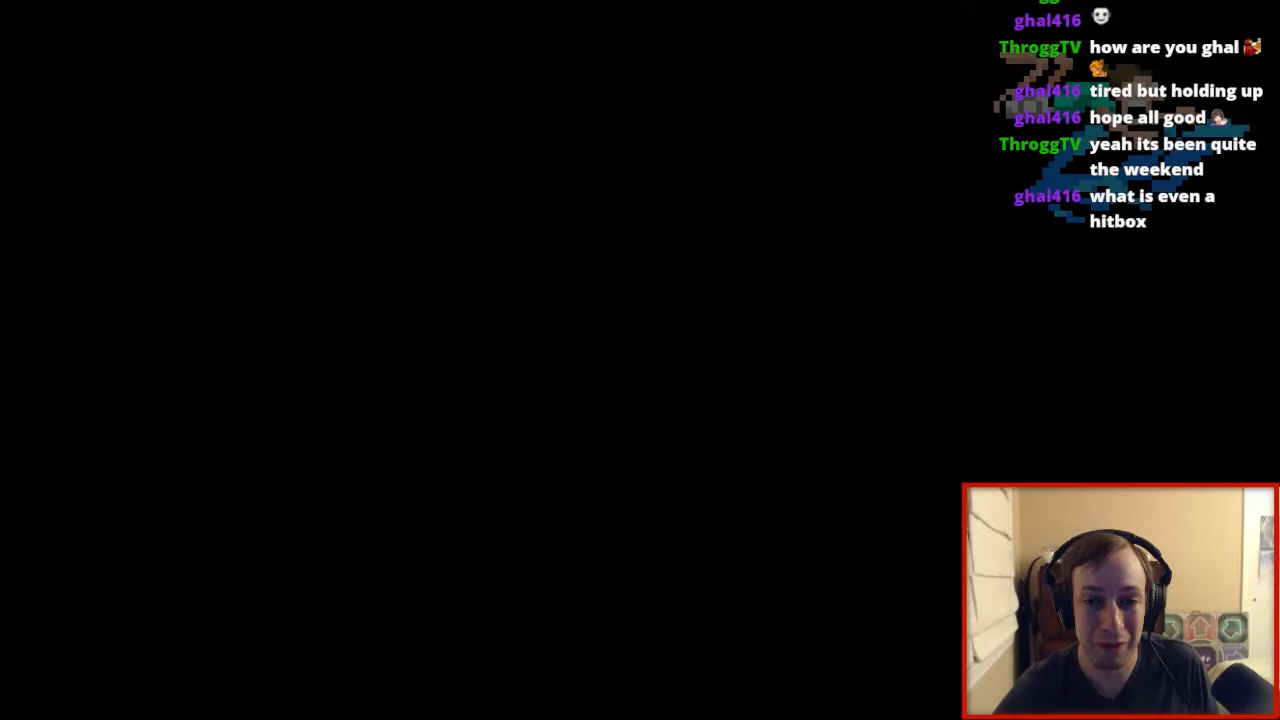 ghal416
ThroggTV how are you ghal
ghal416 tired but holding up
ghal416 hope all good
ThroggTV yeah its been quite
the weekend
ghal416 what is even a
hitbox